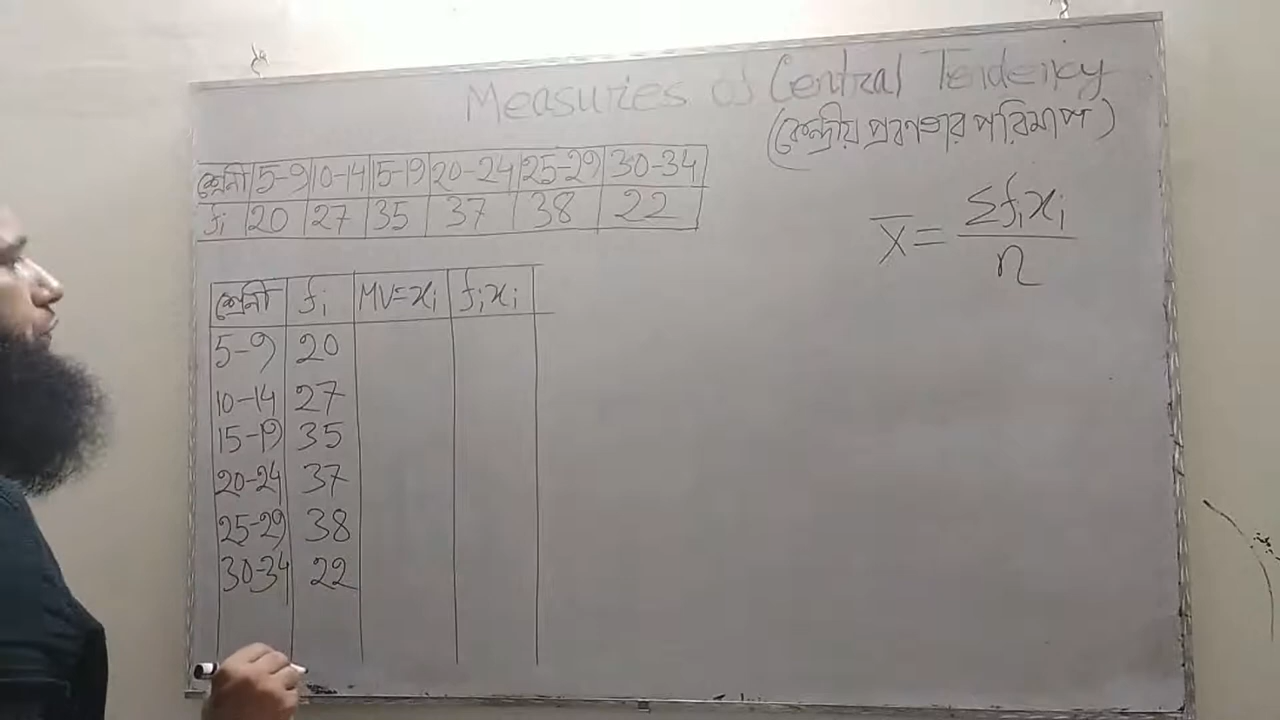 Measures of Central Tendency
(কেন্দ্রীয় প্রবণতার পরিমাপ)
শ্রেণী 5-9 10-14 15-19 20-24 25-29 30-34
fi 20 27 35 37 38 22
x̄ = Σfixi / n
শ্রেণী fi MV=xi fixi
5-9 20
10-14 27
15-19 35
20-24 37
25-29 38
30-34 22